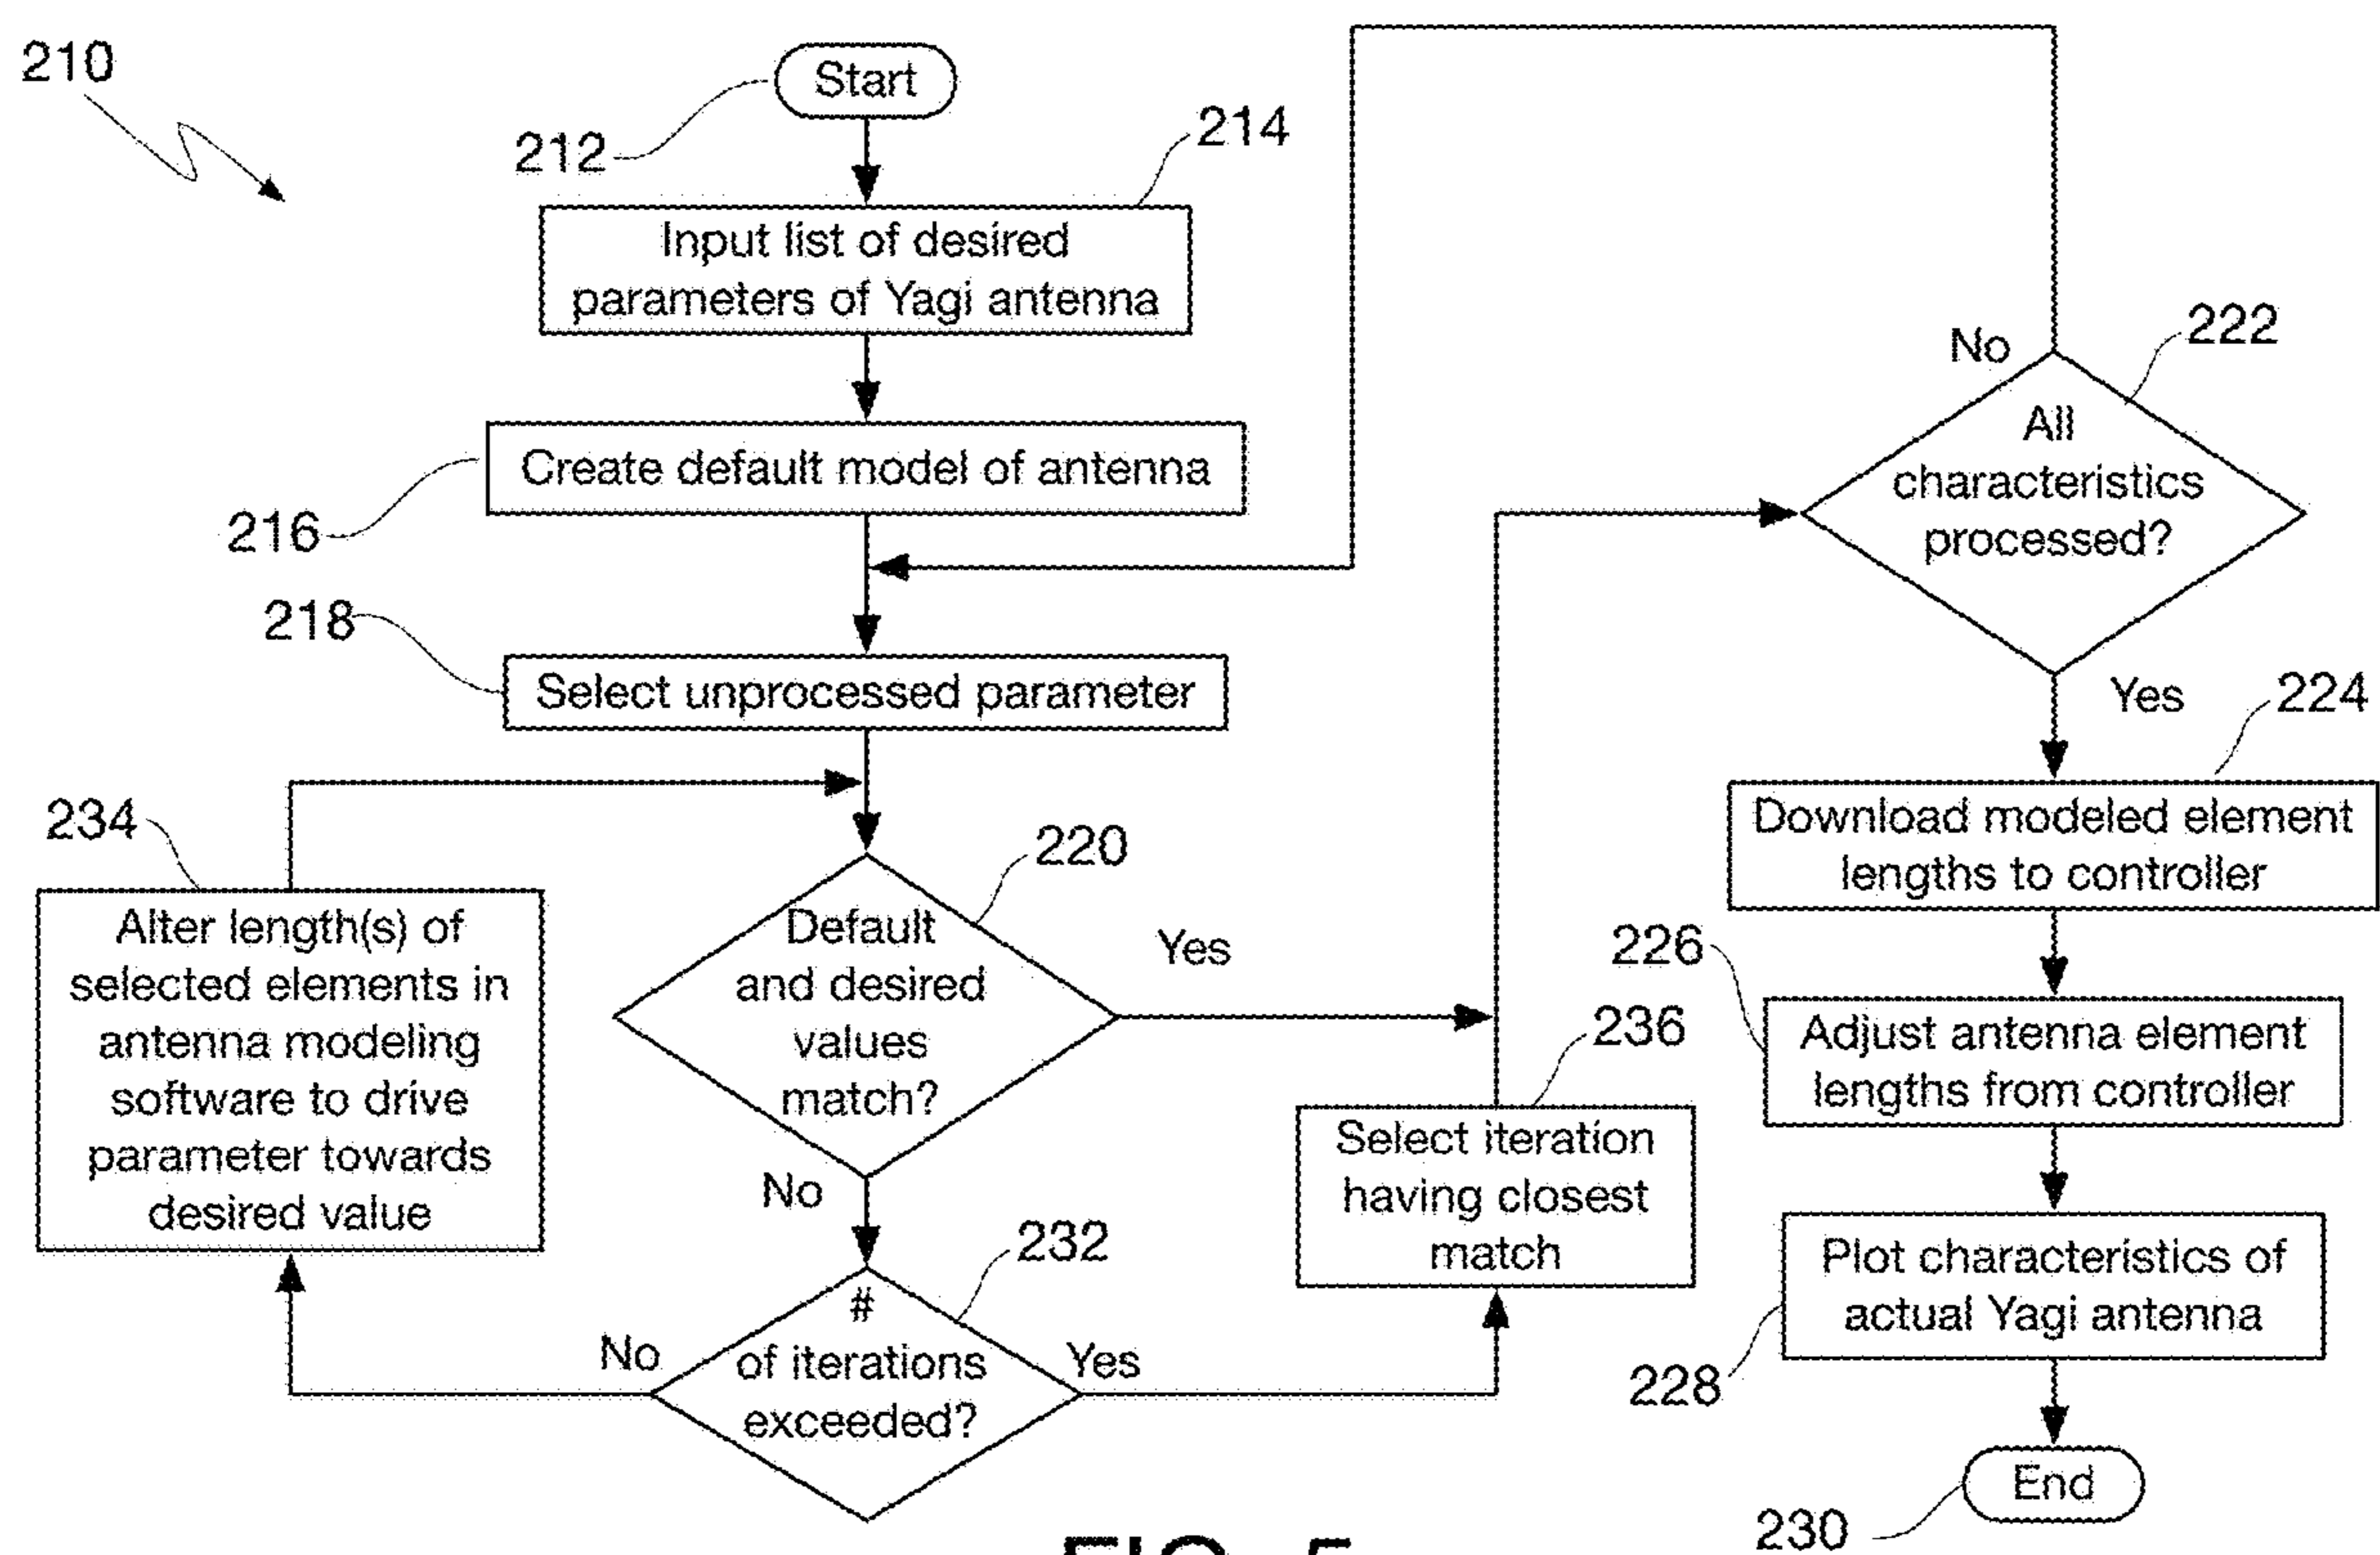 210
Start
212
214
Input list of desired
parameters of Yagi antenna
Create default model of antenna
216
218
Select unprocessed parameter
234
Alter length(s) of
selected elements in
antenna modeling
software to drive
parameter towards
desired value
220
Default
and desired
values
match?
Yes
No
232
#
of iterations
exceeded?
No
Yes
236
Select iteration
having closest
match
No
222
All
characteristics
processed?
Yes
224
Download modeled element
lengths to controller
226
Adjust antenna element
lengths from controller
Plot characteristics of
actual Yagi antenna
228
End
230
FIG. 5